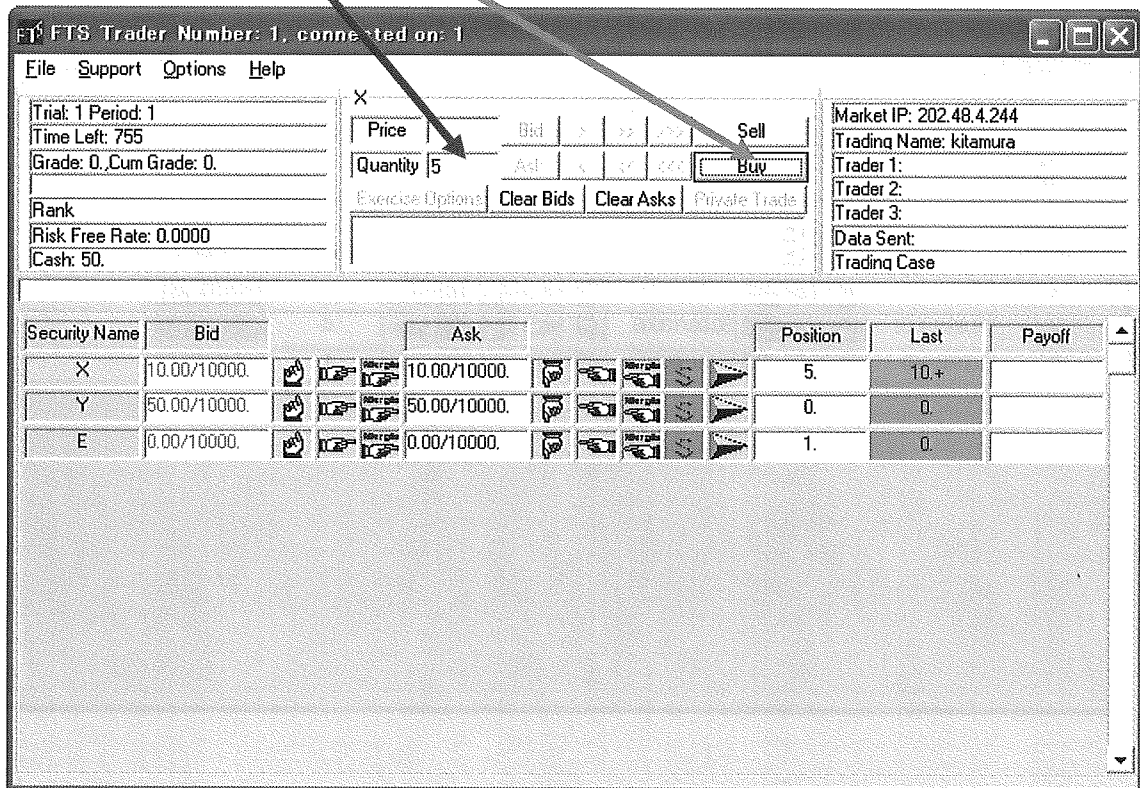 FTS FTS Trader Number: 1, connected on: 1
File Support Options Help
Trial: 1 Period: 1
Time Left: 755
Grade: 0.,Cum Grade: 0.
Rank
Risk Free Rate: 0.0000
Cash: 50.
X
Price Bid > >> >>> Sell
Quantity 5 Ask < << <<< Buy
Exercise Options Clear Bids Clear Asks Private Trade
Market IP: 202.48.4.244
Trading Name: kitamura
Trader 1:
Trader 2:
Trader 3:
Data Sent:
Trading Case
Security Name Bid Ask Position Last Payoff
X 10.00/10000. 10.00/10000. S 5. 10.+
Y 50.00/10000. 50.00/10000. S 0. 0.
E 0.00/10000. 0.00/10000. S 1. 0.